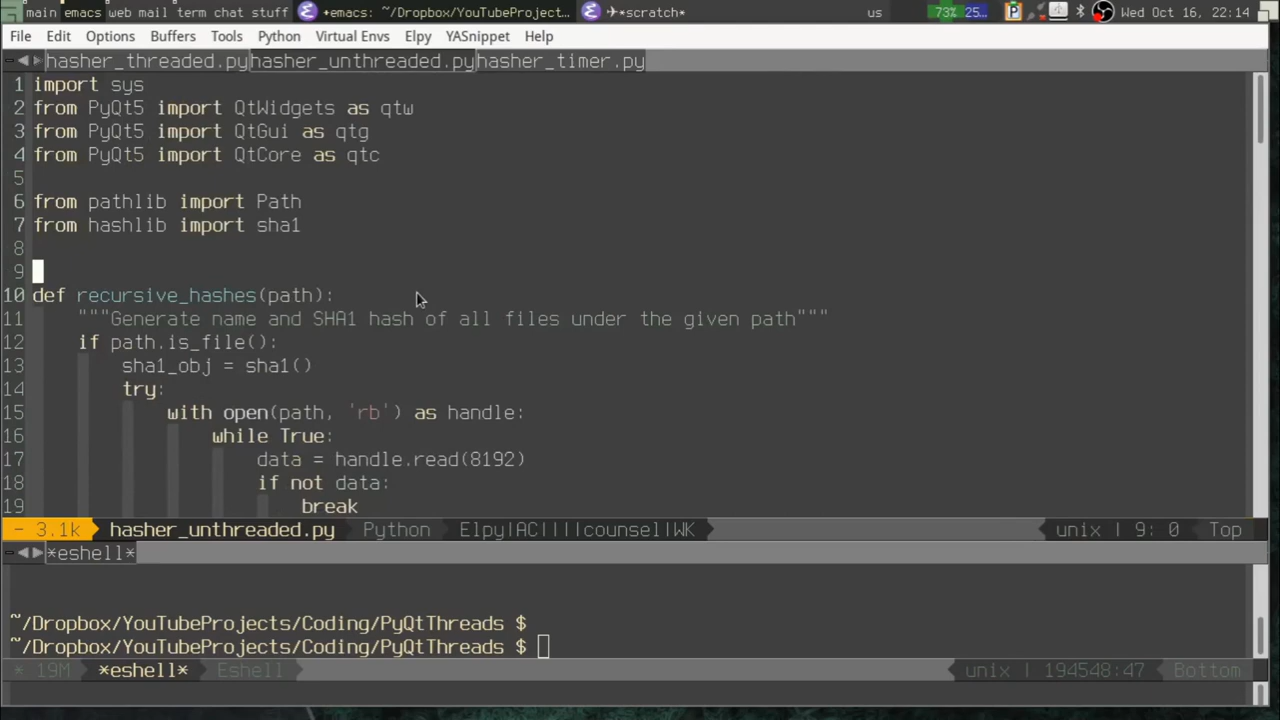 main emacs web mail term chat stuff +emacs: ~/Dropbox/YouTubeProject... ✈*scratch* us 73% 25... Wed Oct 16, 22:14
File Edit Options Buffers Tools Python Virtual Envs Elpy YASnippet Help
hasher_threaded.py hasher_unthreaded.py hasher_timer.py
1 import sys
2 from PyQt5 import QtWidgets as qtw
3 from PyQt5 import QtGui as qtg
4 from PyQt5 import QtCore as qtc
5
6 from pathlib import Path
7 from hashlib import sha1
8
9
10 def recursive_hashes(path):
11 """Generate name and SHA1 hash of all files under the given path"""
12 if path.is_file():
13 sha1_obj = sha1()
14 try:
15 with open(path, 'rb') as handle:
16 while True:
17 data = handle.read(8192)
18 if not data:
19 break
- 3.1k hasher_unthreaded.py Python Elpy|AC||||counsel|WK unix | 9: 0 Top
*eshell*
~/Dropbox/YouTubeProjects/Coding/PyQtThreads $
~/Dropbox/YouTubeProjects/Coding/PyQtThreads $
* 19M *eshell* Eshell unix | 194548:47 Bottom